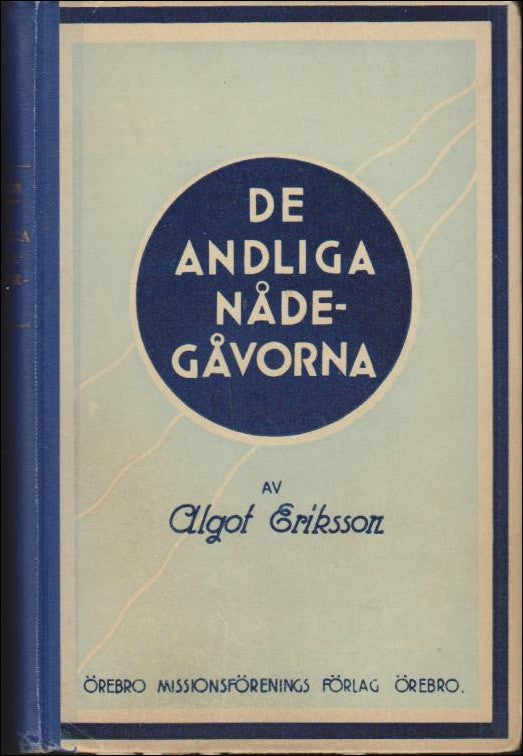 DE
ANDLIGA
NÅDE-
GÅVORNA
AV
Algot Eriksson
ÖREBRO MISSIONSFÖRENINGS FÖRLAG ÖREBRO.